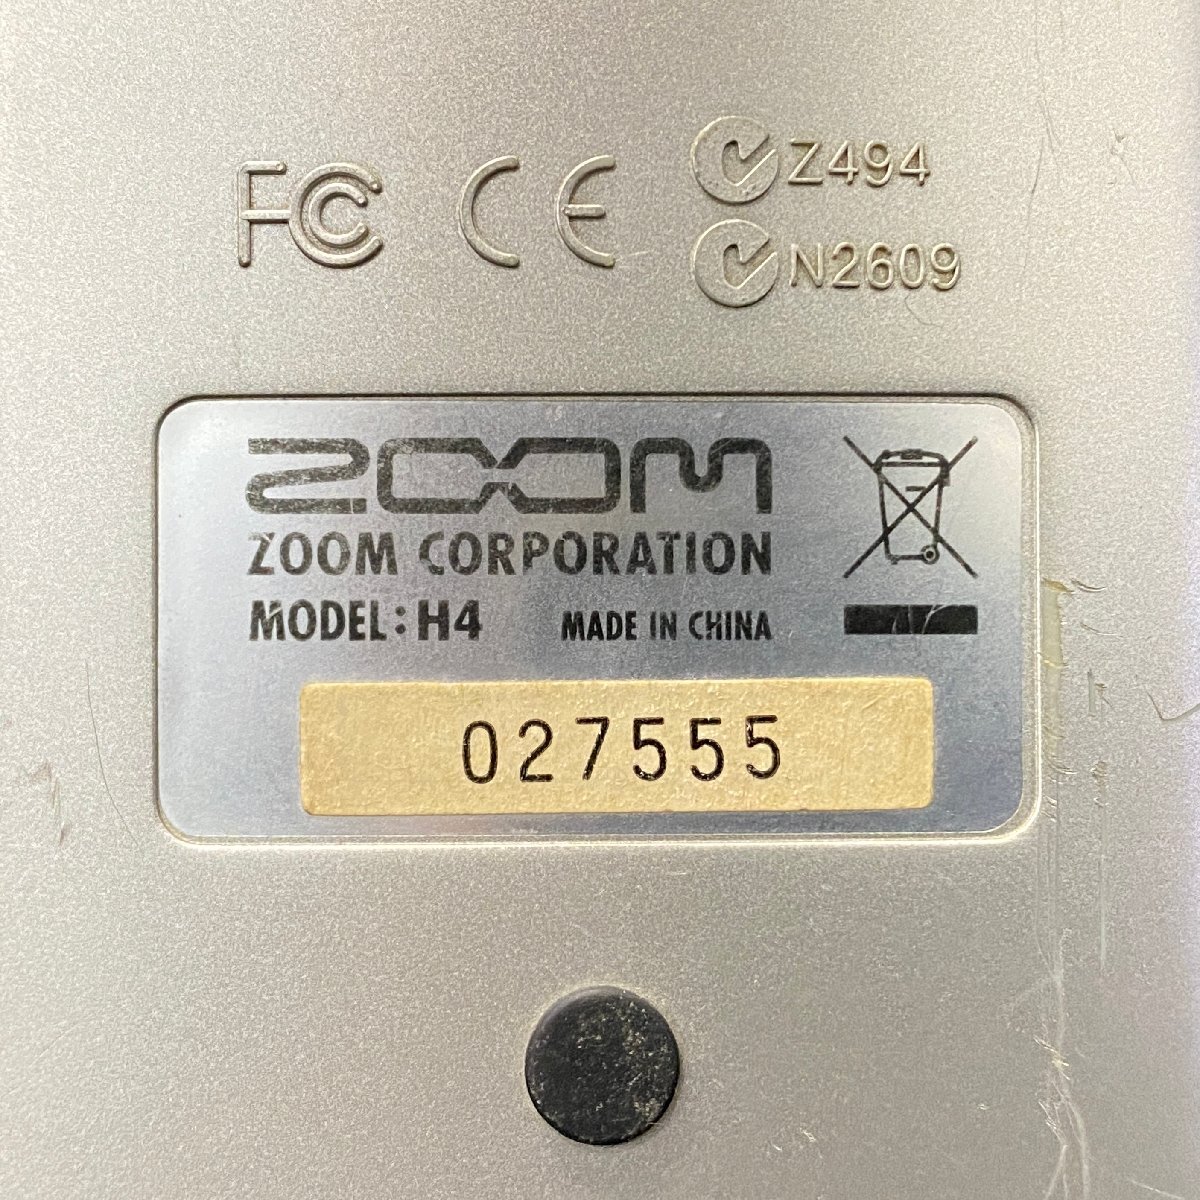 FC CE Z494
N2609
ZOOM
ZOOM CORPORATION
MODEL: H4 MADE IN CHINA
027555